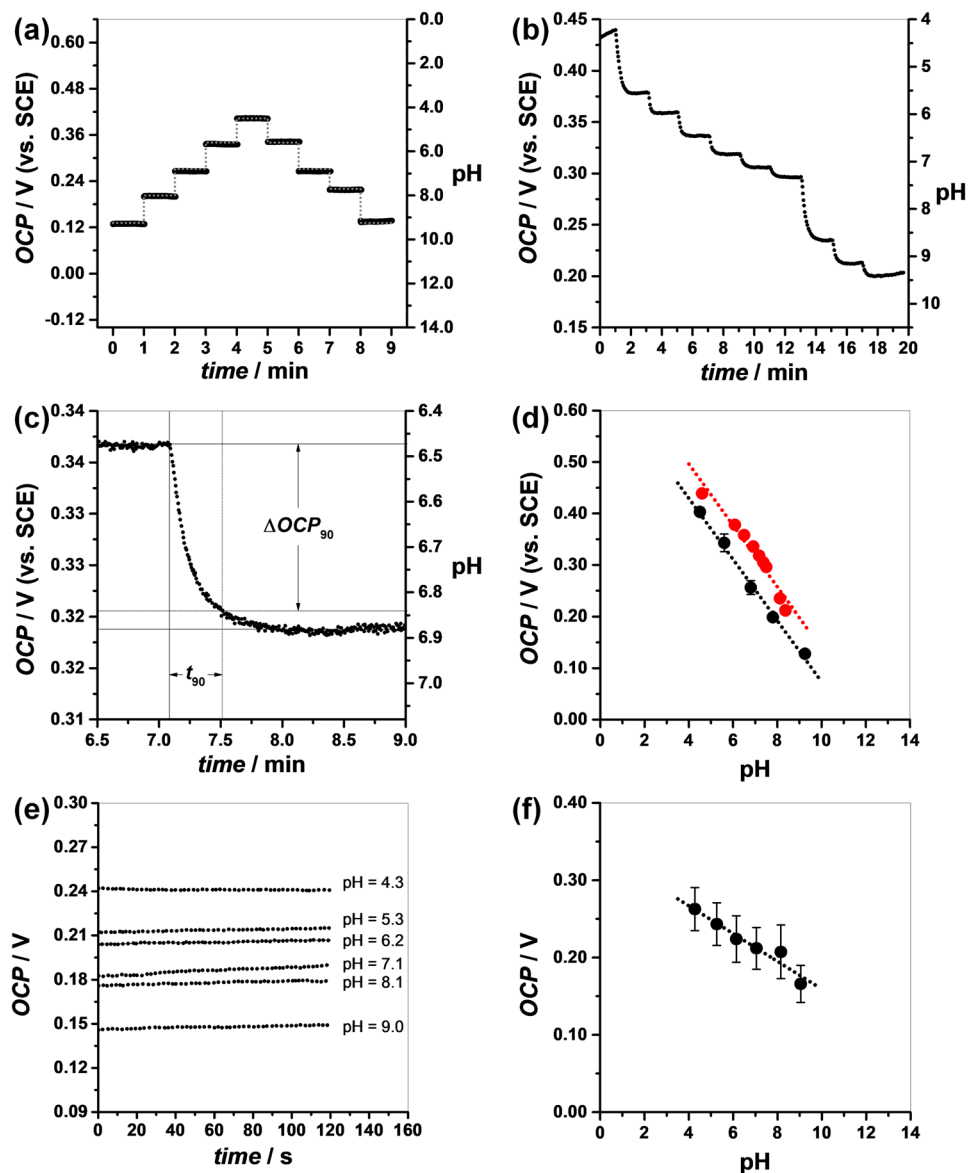 (a)
OCP / V (vs. SCE)
0.60
0.48
0.36
0.24
0.12
0.00
-0.12
0 1 2 3 4 5 6 7 8 9
time / min
0.0
2.0
4.0
6.0
8.0
10.0
12.0
14.0
pH
(b)
OCP / V (vs. SCE)
0.45
0.40
0.35
0.30
0.25
0.20
0.15
0 2 4 6 8 10 12 14 16 18 20
time / min
4
5
6
7
8
9
10
pH
(c)
OCP / V (vs. SCE)
0.34
0.34
0.33
0.33
0.32
0.32
0.31
6.5 7.0 7.5 8.0 8.5 9.0
time / min
6.4
6.5
6.6
6.7
6.8
6.9
7.0
pH
ΔOCP90
t90
(d)
OCP / V (vs. SCE)
0.60
0.50
0.40
0.30
0.20
0.10
0.00
0 2 4 6 8 10 12 14
pH
(e)
OCP / V
0.30
0.27
0.24
0.21
0.18
0.15
0.12
0.09
0 20 40 60 80 100 120 140 160
time / s
pH = 4.3
pH = 5.3
pH = 6.2
pH = 7.1
pH = 8.1
pH = 9.0
(f)
OCP / V
0.40
0.30
0.20
0.10
0.00
0 2 4 6 8 10 12 14
pH